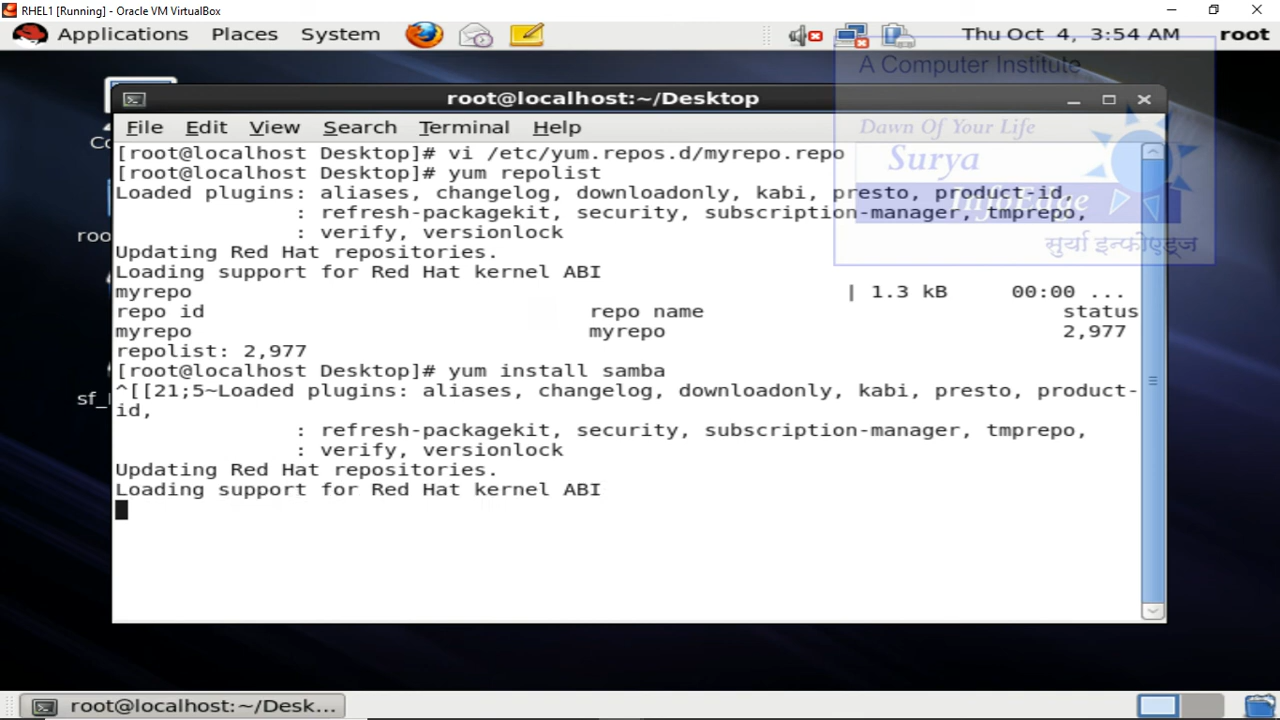 RHEL1 [Running] - Oracle VM VirtualBox
Applications Places System Thu Oct 4, 3:54 AM root
A Computer Institute
root@localhost:~/Desktop
File Edit View Search Terminal Help
Dawn Of Your Life
Surya
InfoEdge
सुर्या इन्फोएड्ज
[root@localhost Desktop]# vi /etc/yum.repos.d/myrepo.repo
[root@localhost Desktop]# yum repolist
Loaded plugins: aliases, changelog, downloadonly, kabi, presto, product-id,
: refresh-packagekit, security, subscription-manager, tmprepo,
: verify, versionlock
Updating Red Hat repositories.
Loading support for Red Hat kernel ABI
myrepo | 1.3 kB 00:00 ...
repo id repo name status
myrepo myrepo 2,977
repolist: 2,977
[root@localhost Desktop]# yum install samba
^[[21;5~Loaded plugins: aliases, changelog, downloadonly, kabi, presto, product-
id,
: refresh-packagekit, security, subscription-manager, tmprepo,
: verify, versionlock
Updating Red Hat repositories.
Loading support for Red Hat kernel ABI
root@localhost:~/Desk...